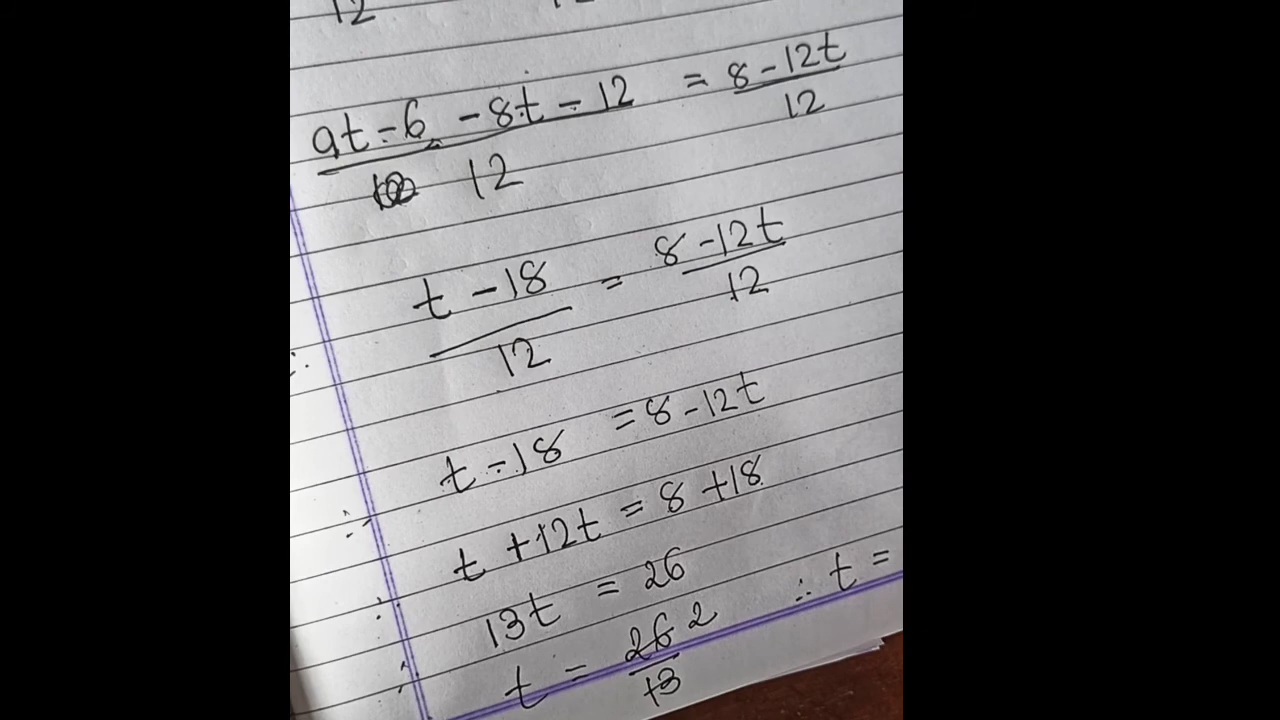 12
9t - 6 - 8t - 12 = 8 - 12t
12 12
t - 18 = 8 - 12t
12 12
∴ t - 18 = 8 - 12t
t + 12t = 8 + 18
∴ 13t = 26
∴ t = 26 2 ∴ t =
13